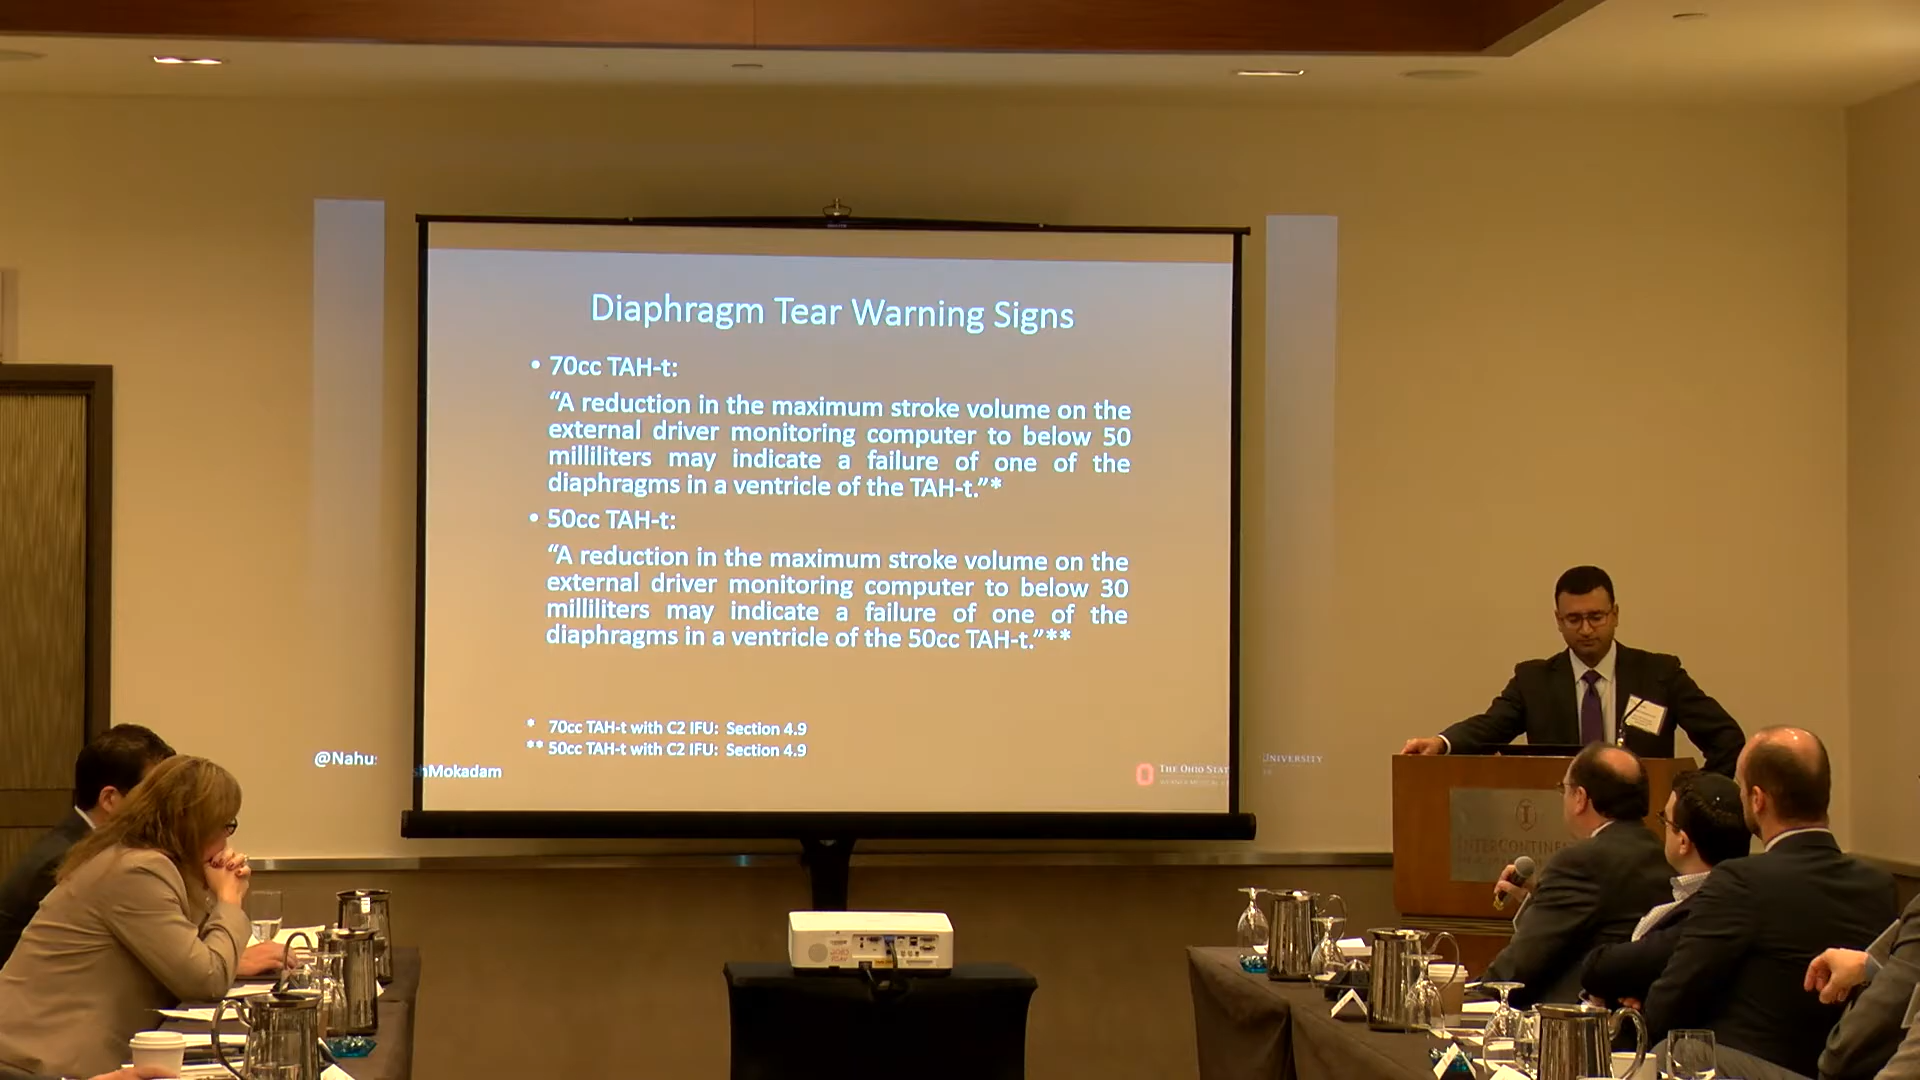 Diaphragm Tear Warning Signs
• 70cc TAH-t:
“A reduction in the maximum stroke volume on the
external driver monitoring computer to below 50
milliliters may indicate a failure of one of the
diaphragms in a ventricle of the TAH-t.”*
• 50cc TAH-t:
“A reduction in the maximum stroke volume on the
external driver monitoring computer to below 30
milliliters may indicate a failure of one of the
diaphragms in a ventricle of the 50cc TAH-t.”**
* 70cc TAH-t with C2 IFU: Section 4.9
** 50cc TAH-t with C2 IFU: Section 4.9
@NahushMokadam
THE OHIO STATE UNIVERSITY
INTERCONTINE